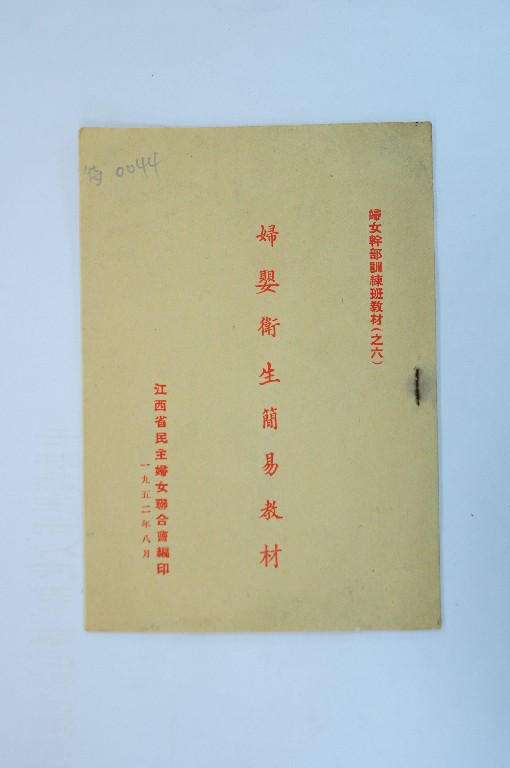 婦女幹部訓練班教材(之六)
婦嬰衛生簡易教材
江西省民主婦女聯合會編印
一九五二年八月
0044